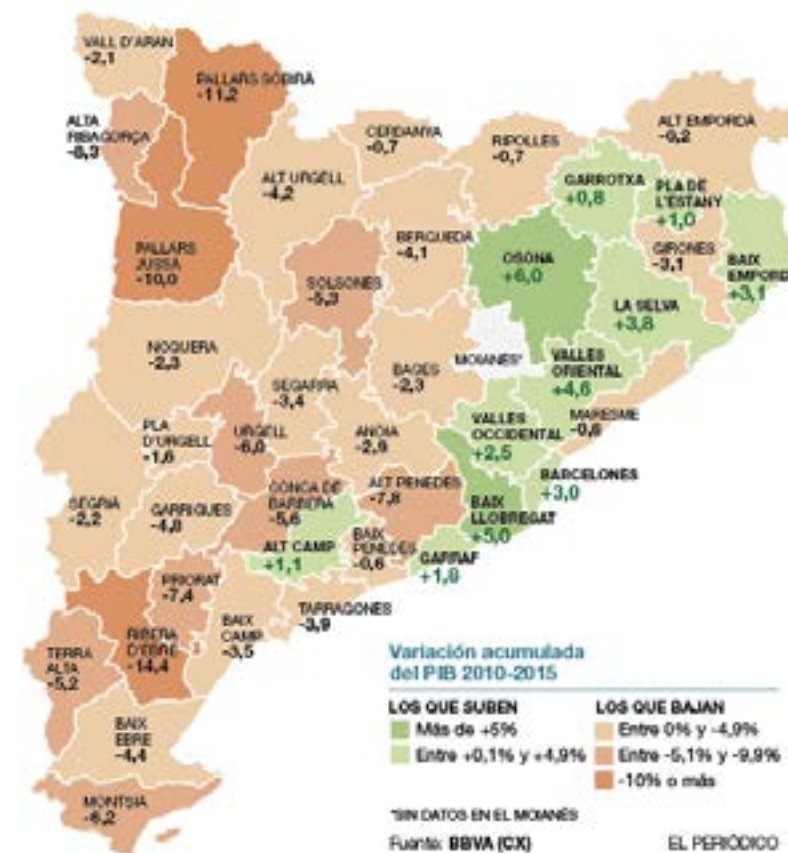 VALL D'ARAN
-2,1
PALLARS SOBIRÀ
-11,2
ALTA
RIBAGORÇA
-8,3
CERDANYA
-0,7
RIPOLLÈS
-0,7
ALT EMPORDÀ
-0,2
ALT URGELL
-4,2
GARROTXA
+0,8
PLA DE
L'ESTANY
+1,0
PALLARS
JUSSÀ
-10,0
BERGUEDÀ
-4,1
OSONA
+6,0
GIRONÈS
-3,1
BAIX
EMPORD
+3,1
SOLSONÈS
-5,3
LA SELVA
+3,8
NOGUERA
-2,3
BAGES
-2,3
MOIANÈS*
VALLÈS
ORIENTAL
+4,6
SEGARRA
-3,4
PLA
D'URGELL
-1,6
URGELL
-6,0
ANOIA
-2,9
VALLÈS
OCCIDENTAL
+2,5
MARESME
-0,6
SEGRIÀ
-2,2
GARRIGUES
-4,8
CONCA DE
BARBERÀ
-5,6
ALT PENEDÈS
-7,8
BARCELONÈS
+3,0
BAIX
LLOBREGAT
+5,0
ALT CAMP
+1,1
BAIX
PENEDÈS
-0,6
GARRAF
+1,8
PRIORAT
-7,4
BAIX
CAMP
-3,5
TARRAGONÈS
-3,9
TERRA
ALTA
-5,2
RIBERA
D'EBRE
-14,4
BAIX
EBRE
-4,4
MONTSIÀ
-6,2
Variación acumulada
del PIB 2010-2015
LOS QUE SUBEN
Más de +5%
Entre +0,1% y +4,9%
LOS QUE BAJAN
Entre 0% y -4,9%
Entre -5,1% y -9,9%
-10% o más
*SIN DATOS EN EL MOIANÈS
Fuente: BBVA (CX)
EL PERIÓDICO